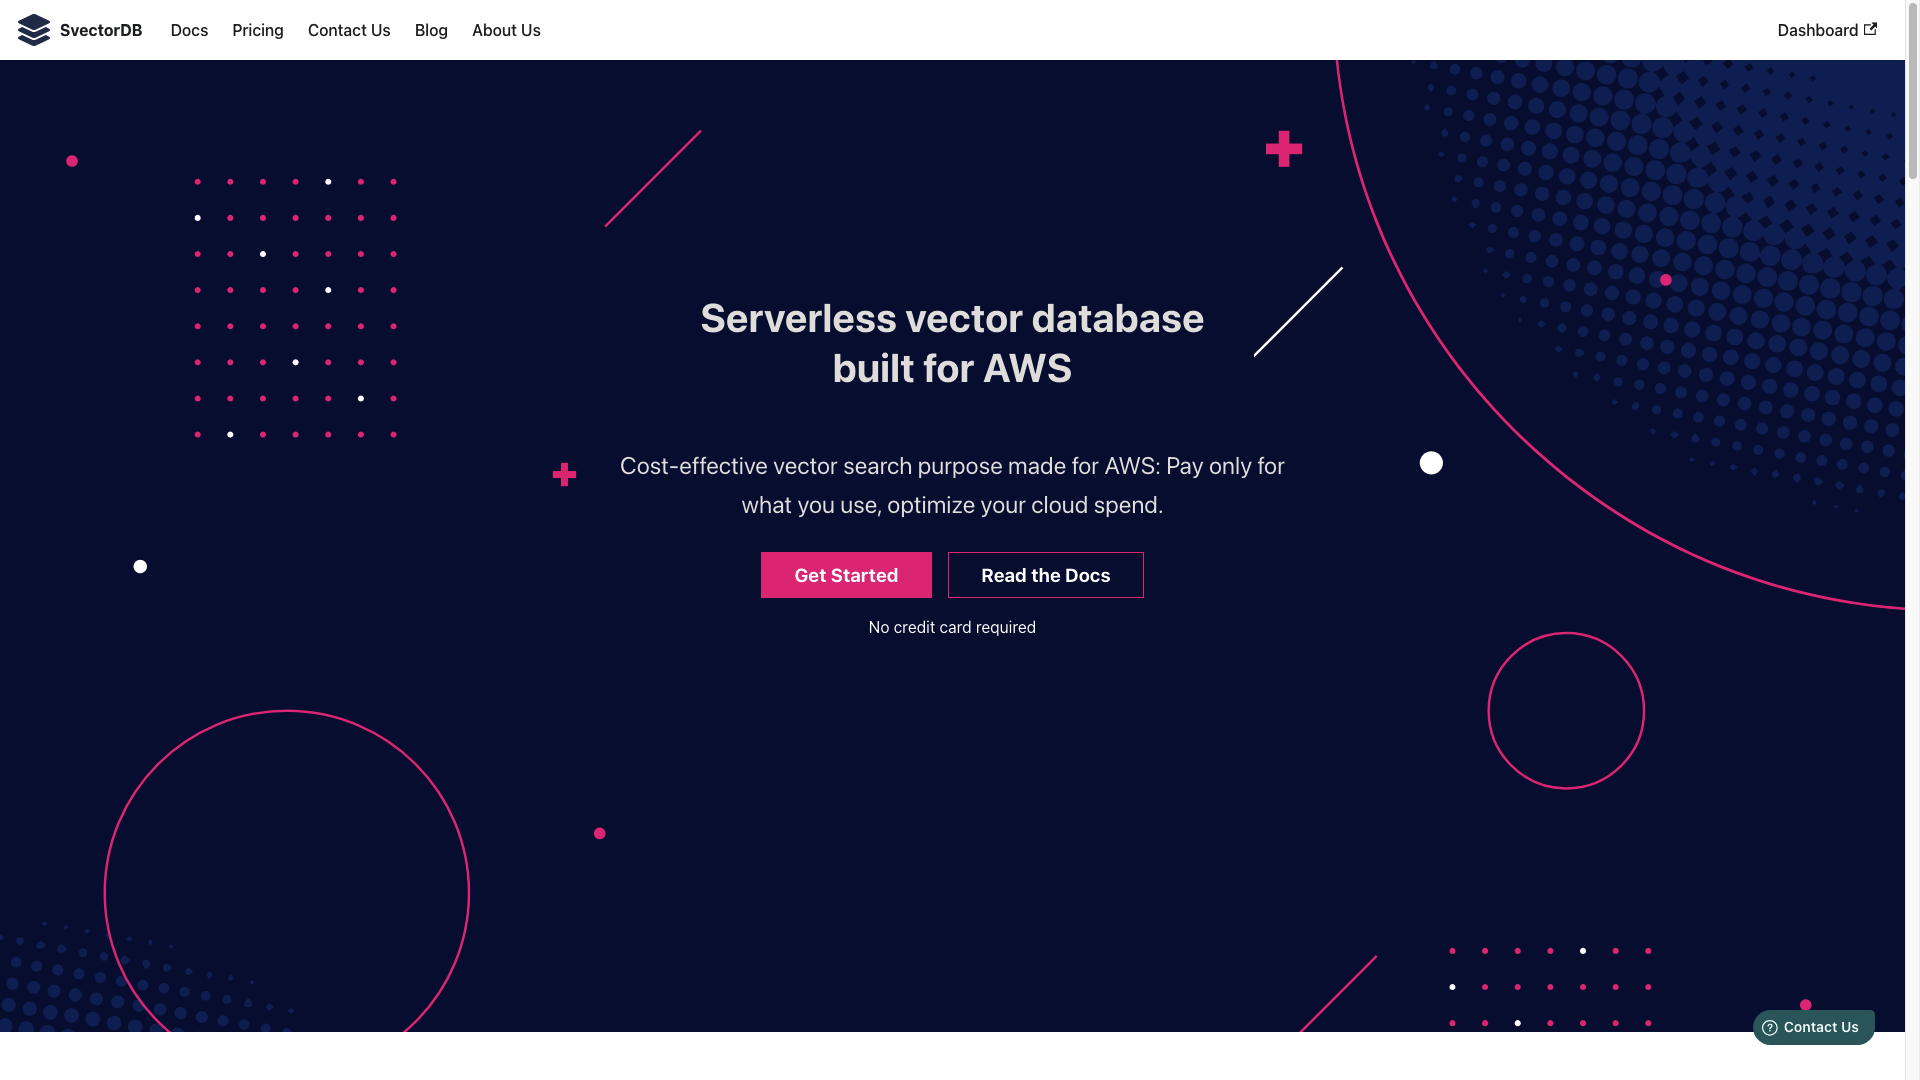 SvectorDB
Docs
Pricing
Contact Us
Blog
About Us
Dashboard
Serverless vector database
built for AWS
Cost-effective vector search purpose made for AWS: Pay only for
what you use, optimize your cloud spend.
Get Started
Read the Docs
No credit card required
Contact Us